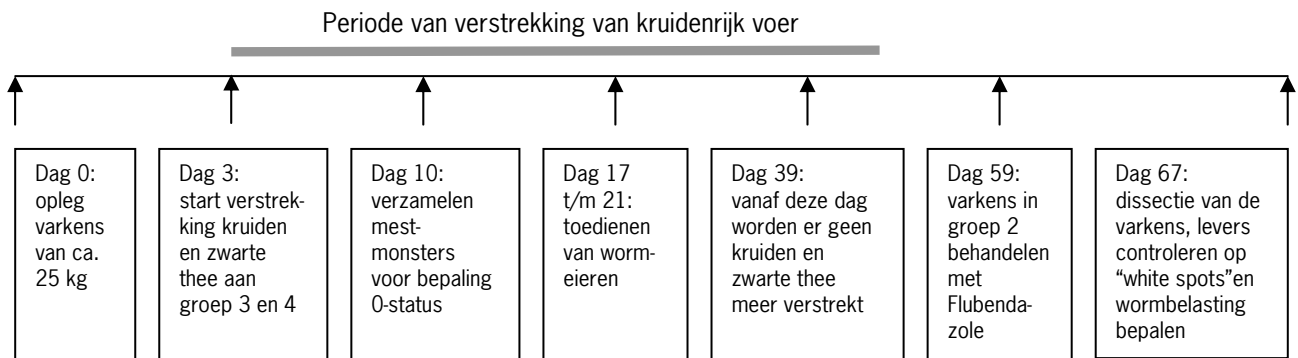 Periode van verstrekking van kruidenrijk voer
Dag 0:
opleg
varkens
van ca.
25 kg
Dag 3:
start verstrek-
king kruiden
en zwarte
thee aan
groep 3 en 4
Dag 10:
verzamelen
mest-
monsters
voor bepaling
0-status
Dag 17
t/m 21:
toedienen
van worm-
eieren
Dag 39:
vanaf deze dag
worden er geen
kruiden en
zwarte thee
meer verstrekt
Dag 59:
varkens in
groep 2
behandelen
met
Flubenda-
zole
Dag 67:
dissectie van de
varkens, levers
controleren op
“white spots”en
wormbelasting
bepalen